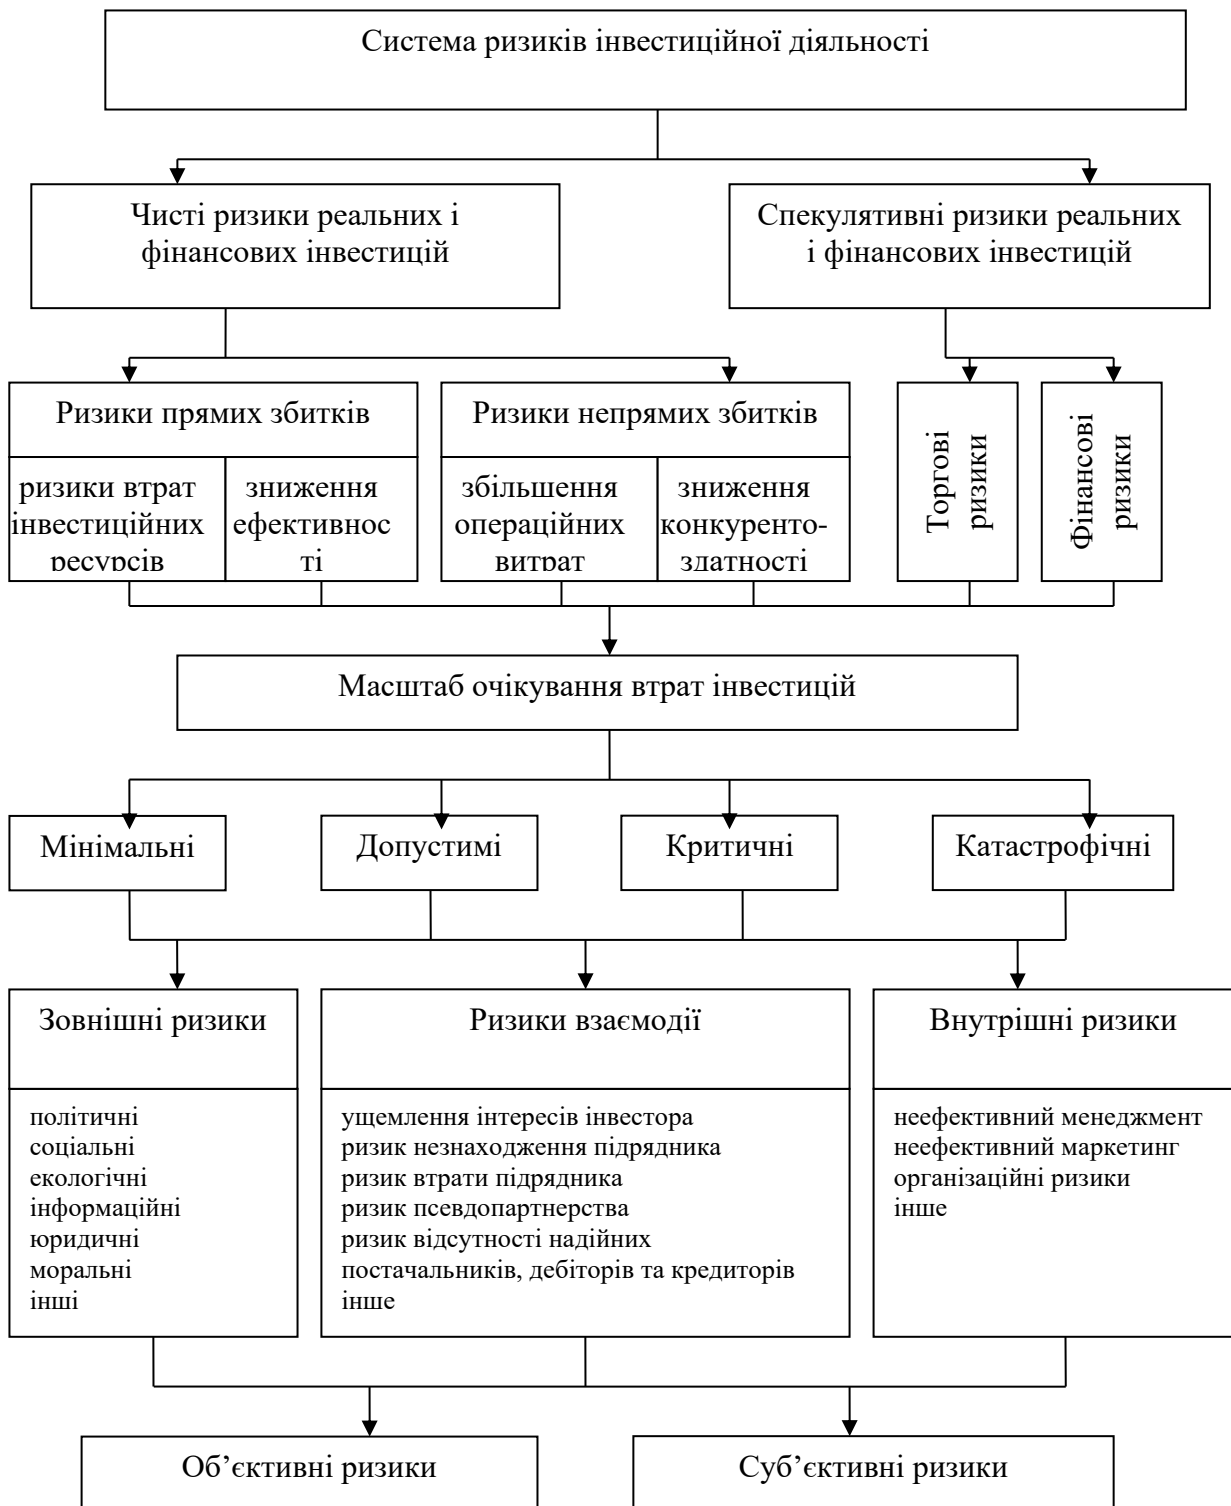 Система ризиків інвестиційної діяльності
Чисті ризики реальних і
фінансових інвестицій
Спекулятивні ризики реальних
і фінансових інвестицій
Ризики прямих збитків
ризики втрат
інвестиційних
ресурсів
зниження
ефективнос
ті
Ризики непрямих збитків
збільшення
операційних
витрат
зниження
конкуренто-
здатності
Торгові
ризики
Фінансові
ризики
Масштаб очікування втрат інвестицій
Мінімальні
Допустимі
Критичні
Катастрофічні
Зовнішні ризики
політичні
соціальні
екологічні
інформаційні
юридичні
моральні
інші
Ризики взаємодії
ущемлення інтересів інвестора
ризик незнаходження підрядника
ризик втрати підрядника
ризик псевдопартнерства
ризик відсутності надійних
постачальників, дебіторів та кредиторів
інше
Внутрішні ризики
неефективний менеджмент
неефективний маркетинг
організаційні ризики
інше
Об’єктивні ризики
Суб’єктивні ризики